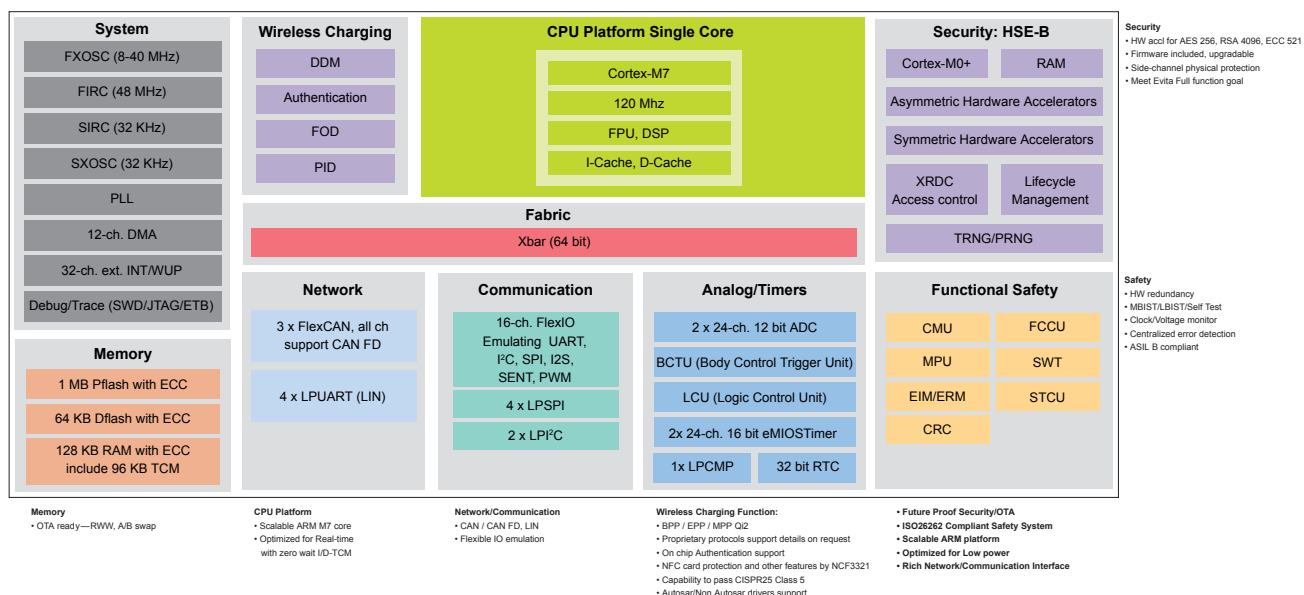 System
FXOSC (8-40 MHz)
FIRC (48 MHz)
SIRC (32 KHz)
SXOSC (32 KHz)
PLL
12-ch. DMA
32-ch. ext. INT/WUP
Debug/Trace (SWD/JTAG/ETB)
Memory
1 MB Pflash with ECC
64 KB Dflash with ECC
128 KB RAM with ECC
include 96 KB TCM
Wireless Charging
DDM
Authentication
FOD
PID
CPU Platform Single Core
Cortex-M7
120 Mhz
FPU, DSP
I-Cache, D-Cache
Security: HSE-B
Cortex-M0+
RAM
Asymmetric Hardware Accelerators
Symmetric Hardware Accelerators
XRDC
Access control
Lifecycle
Management
TRNG/PRNG
Fabric
Xbar (64 bit)
Network
3 x FlexCAN, all ch
support CAN FD
4 x LPUART (LIN)
Communication
16-ch. FlexIO
Emulating UART,
I²C, SPI, I2S,
SENT, PWM
4 x LPSPI
2 x LPI²C
Analog/Timers
2 x 24-ch. 12 bit ADC
BCTU (Body Control Trigger Unit)
LCU (Logic Control Unit)
2x 24-ch. 16 bit eMIOSTimer
1x LPCMP
32 bit RTC
Functional Safety
CMU
FCCU
MPU
SWT
EIM/ERM
STCU
CRC
Security
• HW accl for AES 256, RSA 4096, ECC 521
• Firmware included, upgradable
• Side-channel physical protection
• Meet Evita Full function goal
Safety
• HW redundancy
• MBIST/LBIST/Self Test
• Clock/Voltage monitor
• Centralized error detection
• ASIL B compliant
Memory
• OTA ready—RWW, A/B swap
CPU Platform
• Scalable ARM M7 core
• Optimized for Real-time
with zero wait I/D-TCM
Network/Communication
• CAN / CAN FD, LIN
• Flexible IO emulation
Wireless Charging Function:
• BPP / EPP / MPP Qi2
• Proprietary protocols support details on request
• On chip Authentication support
• NFC card protection and other features by NCF3321
• Capability to pass CISPR25 Class 5
• Autosar/Non Autosar drivers support
• Future Proof Security/OTA
• ISO26262 Compliant Safety System
• Scalable ARM platform
• Optimized for Low power
• Rich Network/Communication Interface